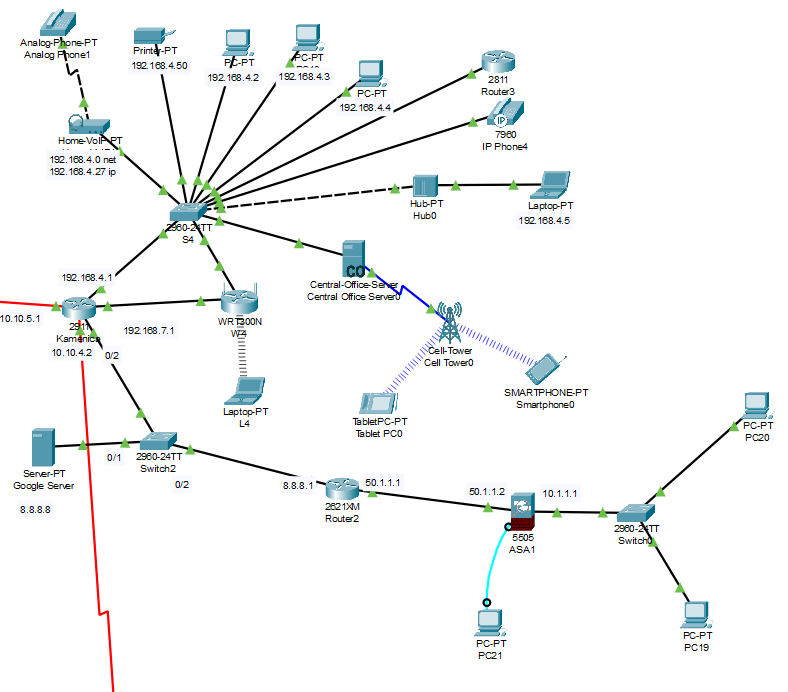 Analog-Phone-PT
Analog Phone1
Printer-PT
192.168.4.50
PC-PT
192.168.4.2
PC-PT
192.168.4.3
PC-PT
192.168.4.4
2811
Router3
IP
7960
IP Phone4
Home-VoIP-PT
192.168.4.0 net
192.168.4.27 ip
2960-24TT
S4
Hub-PT
Hub0
Laptop-PT
192.168.4.5
192.168.4.1
CO
Central-Office-Server
Central Office Server0
10.10.5.1
2911
Kamenica
10.10.4.2
192.168.7.1
0/2
WRT300N
W4
Cell-Tower
Cell Tower0
Laptop-PT
L4
TabletPC-PT
Tablet PC0
SMARTPHONE-PT
Smartphone0
PC-PT
PC20
0/1
2960-24TT
Switch2
Server-PT
Google Server
8.8.8.8
0/2
8.8.8.1
2621XM
Router2
50.1.1.1
50.1.1.2
10.1.1.1
5505
ASA1
2960-24TT
PC-PT
PC21
PC-PT
PC19